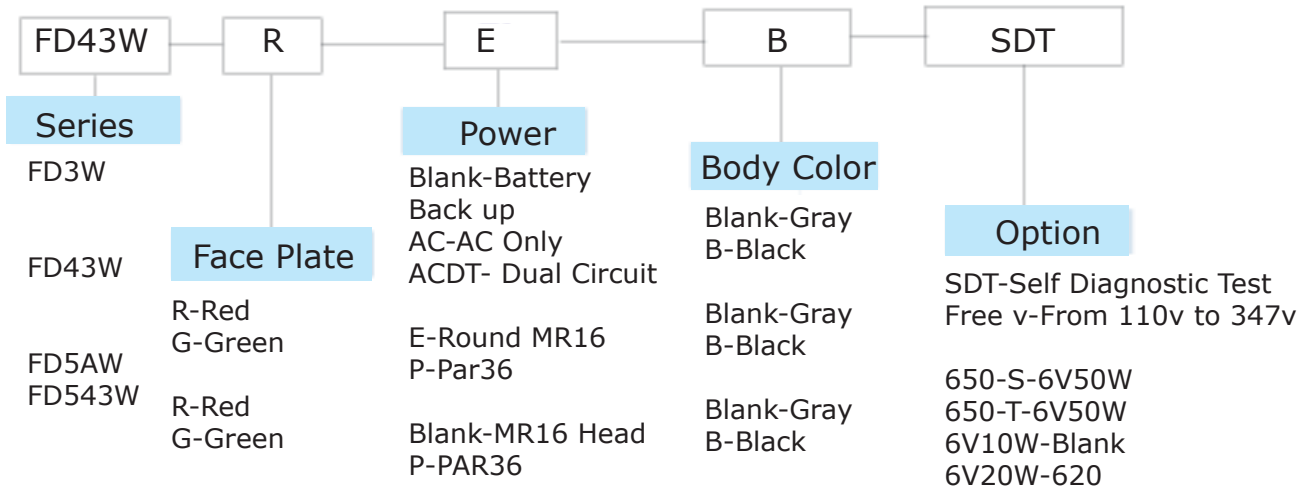 FD43W R E B SDT
Series
FD3W
FD43W
FD5AW
FD543W
Face Plate
R-Red
G-Green
R-Red
G-Green
Power
Blank-Battery
Back up
AC-AC Only
ACDT- Dual Circuit
E-Round MR16
P-Par36
Blank-MR16 Head
P-PAR36
Body Color
Blank-Gray
B-Black
Blank-Gray
B-Black
Blank-Gray
B-Black
Option
SDT-Self Diagnostic Test
Free v-From 110v to 347v
650-S-6V50W
650-T-6V50W
6V10W-Blank
6V20W-620